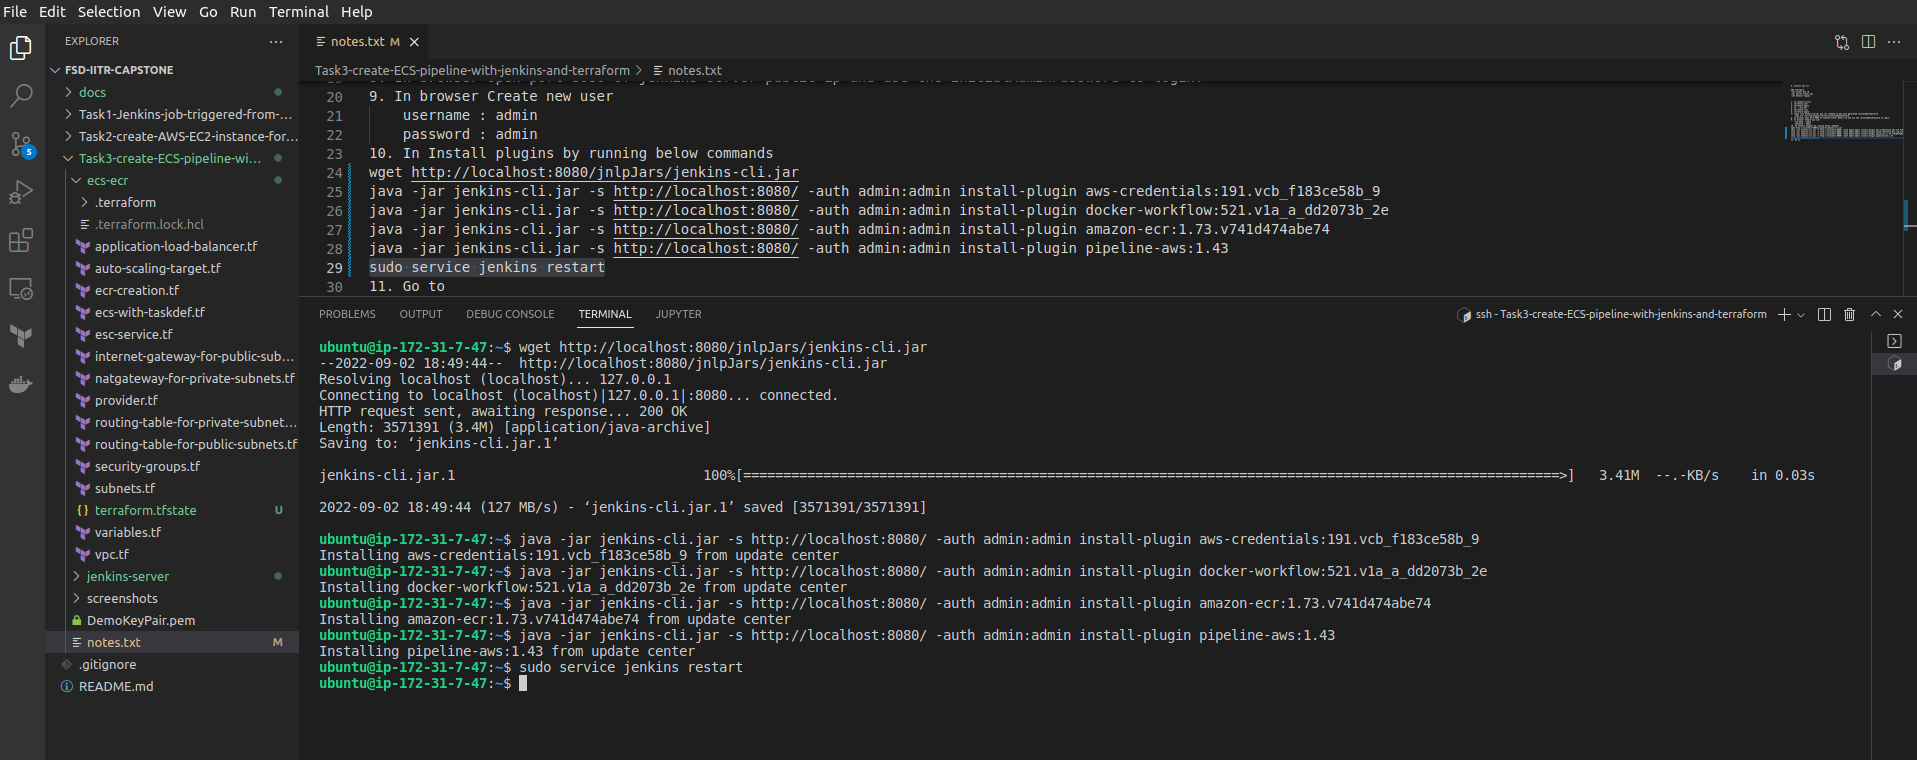 File Edit Selection View Go Run Terminal Help
EXPLORER
FSD-IITR-CAPSTONE
docs
Task1-Jenkins-job-triggered-from-...
Task2-create-AWS-EC2-instance-for...
Task3-create-ECS-pipeline-wi...
ecs-ecr
.terraform
.terraform.lock.hcl
application-load-balancer.tf
auto-scaling-target.tf
ecr-creation.tf
ecs-with-taskdef.tf
esc-service.tf
internet-gateway-for-public-sub...
natgateway-for-private-subnets.tf
provider.tf
routing-table-for-private-subnet...
routing-table-for-public-subnets.tf
security-groups.tf
subnets.tf
terraform.tfstate U
variables.tf
vpc.tf
jenkins-server
screenshots
DemoKeyPair.pem
notes.txt M
.gitignore
README.md
5
notes.txt M
Task3-create-ECS-pipeline-with-jenkins-and-terraform > notes.txt
20 9. In browser Create new user
21 username : admin
22 password : admin
23 10. In Install plugins by running below commands
24 wget http://localhost:8080/jnlpJars/jenkins-cli.jar
25 java -jar jenkins-cli.jar -s http://localhost:8080/ -auth admin:admin install-plugin aws-credentials:191.vcb_f183ce58b_9
26 java -jar jenkins-cli.jar -s http://localhost:8080/ -auth admin:admin install-plugin docker-workflow:521.v1a_a_dd2073b_2e
27 java -jar jenkins-cli.jar -s http://localhost:8080/ -auth admin:admin install-plugin amazon-ecr:1.73.v741d474abe74
28 java -jar jenkins-cli.jar -s http://localhost:8080/ -auth admin:admin install-plugin pipeline-aws:1.43
29 sudo service jenkins restart
30 11. Go to
PROBLEMS OUTPUT DEBUG CONSOLE TERMINAL JUPYTER
ssh - Task3-create-ECS-pipeline-with-jenkins-and-terraform
ubuntu@ip-172-31-7-47:~$ wget http://localhost:8080/jnlpJars/jenkins-cli.jar
--2022-09-02 18:49:44-- http://localhost:8080/jnlpJars/jenkins-cli.jar
Resolving localhost (localhost)... 127.0.0.1
Connecting to localhost (localhost)|127.0.0.1|:8080... connected.
HTTP request sent, awaiting response... 200 OK
Length: 3571391 (3.4M) [application/java-archive]
Saving to: ‘jenkins-cli.jar.1’
jenkins-cli.jar.1 100%[======================================================================================================>] 3.41M --.-KB/s in 0.03s
2022-09-02 18:49:44 (127 MB/s) - ‘jenkins-cli.jar.1’ saved [3571391/3571391]
ubuntu@ip-172-31-7-47:~$ java -jar jenkins-cli.jar -s http://localhost:8080/ -auth admin:admin install-plugin aws-credentials:191.vcb_f183ce58b_9
Installing aws-credentials:191.vcb_f183ce58b_9 from update center
ubuntu@ip-172-31-7-47:~$ java -jar jenkins-cli.jar -s http://localhost:8080/ -auth admin:admin install-plugin docker-workflow:521.v1a_a_dd2073b_2e
Installing docker-workflow:521.v1a_a_dd2073b_2e from update center
ubuntu@ip-172-31-7-47:~$ java -jar jenkins-cli.jar -s http://localhost:8080/ -auth admin:admin install-plugin amazon-ecr:1.73.v741d474abe74
Installing amazon-ecr:1.73.v741d474abe74 from update center
ubuntu@ip-172-31-7-47:~$ java -jar jenkins-cli.jar -s http://localhost:8080/ -auth admin:admin install-plugin pipeline-aws:1.43
Installing pipeline-aws:1.43 from update center
ubuntu@ip-172-31-7-47:~$ sudo service jenkins restart
ubuntu@ip-172-31-7-47:~$